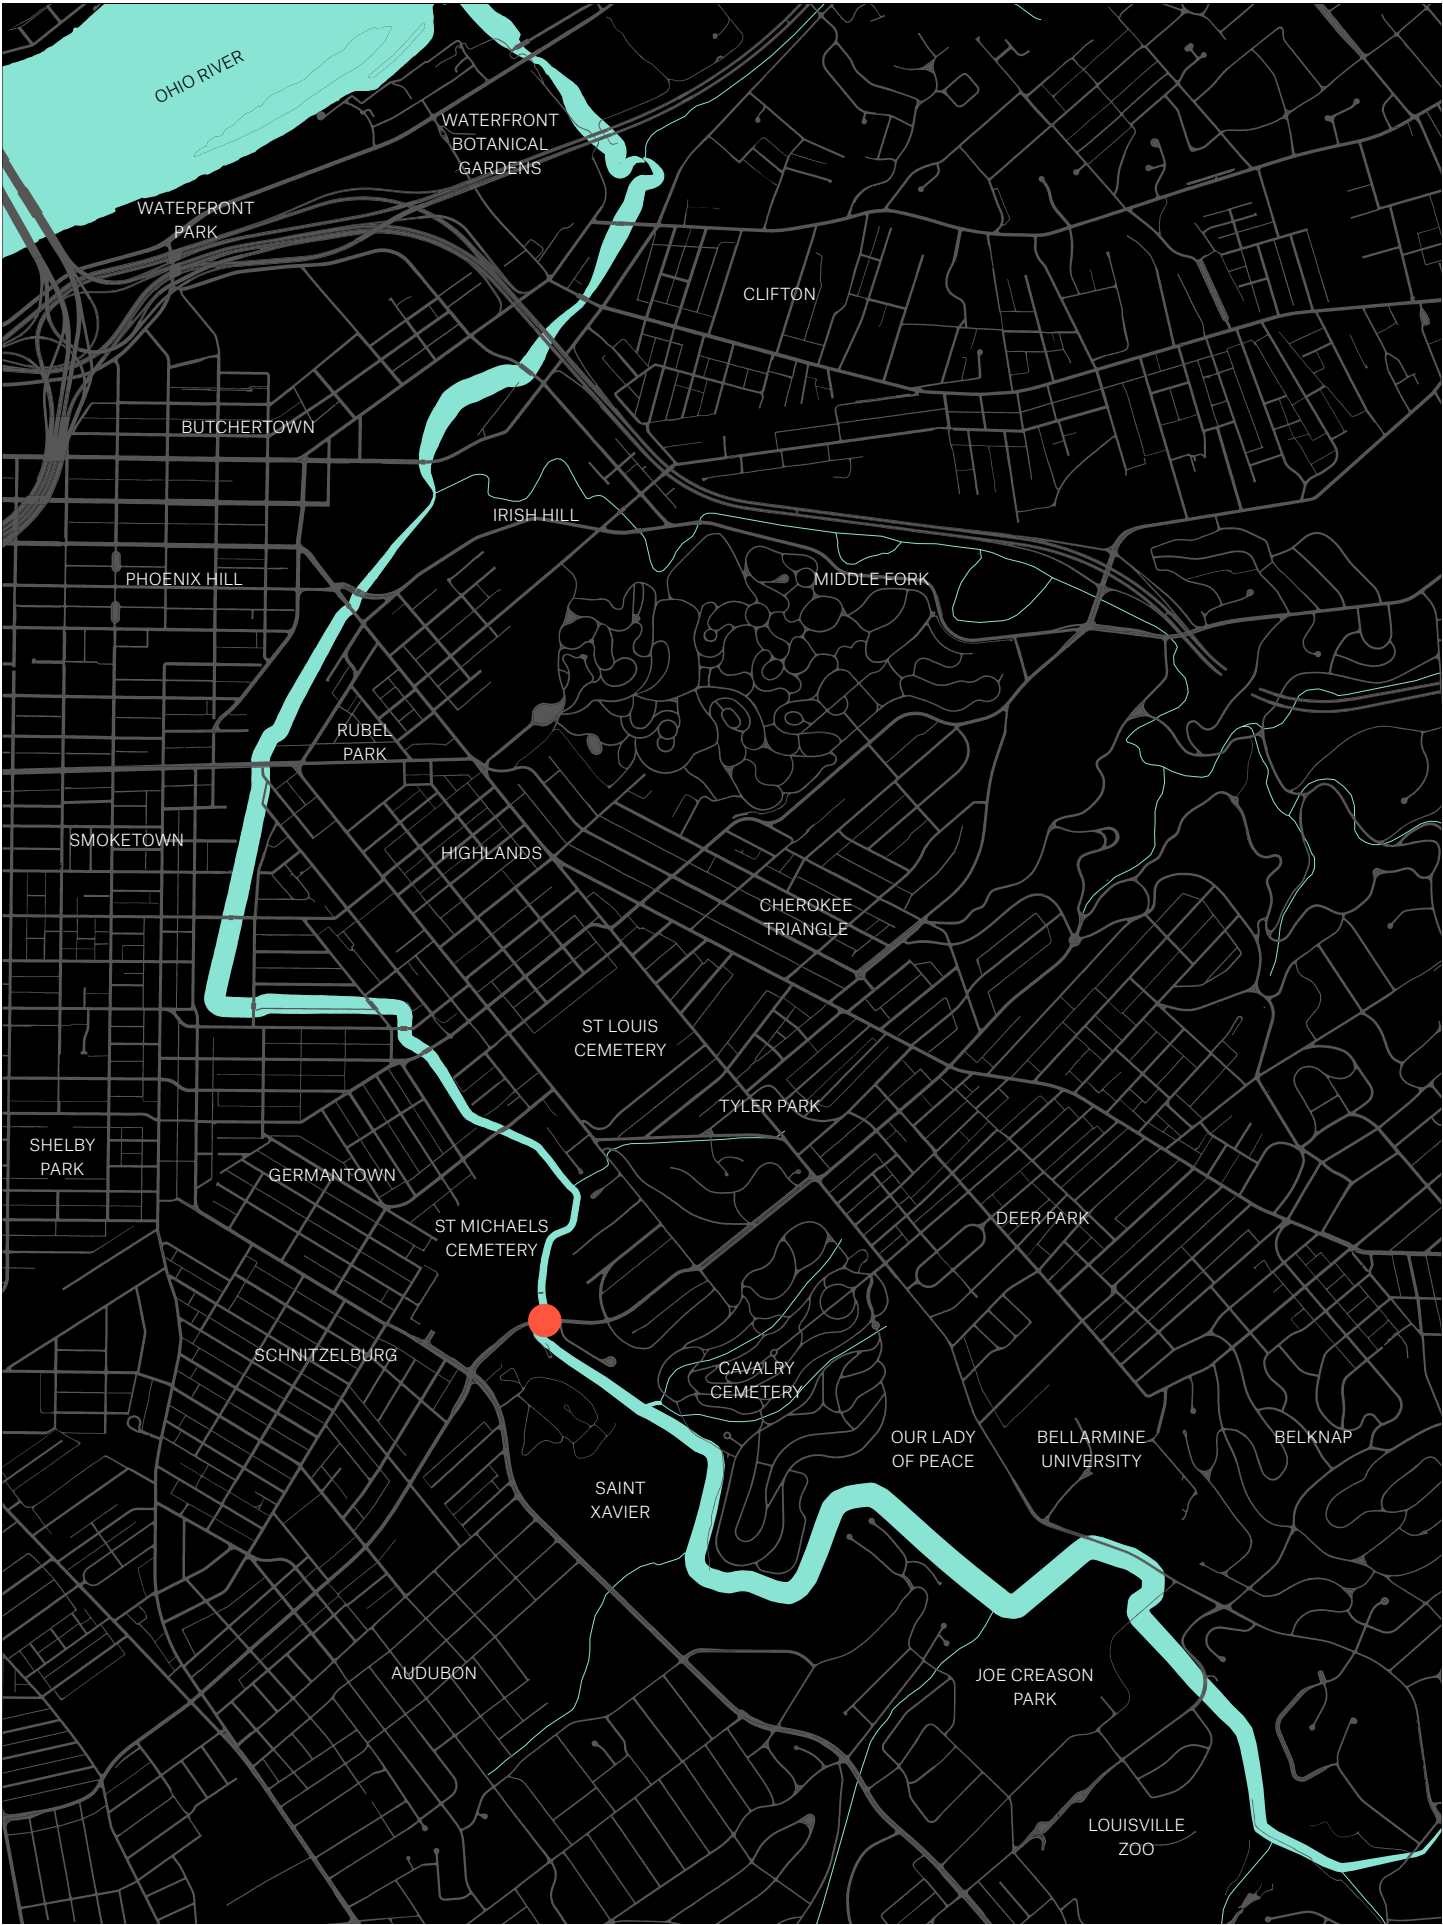 OHIO RIVER
WATERFRONT
BOTANICAL
GARDENS
WATERFRONT
PARK
CLIFTON
BUTCHERTOWN
IRISH HILL
PHOENIX HILL
MIDDLE FORK
RUBEL
PARK
SMOKETOWN
HIGHLANDS
CHEROKEE
TRIANGLE
ST LOUIS
CEMETERY
TYLER PARK
SHELBY
PARK
GERMANTOWN
ST MICHAELS
CEMETERY
DEER PARK
SCHNITZELBURG
CAVALRY
CEMETERY
OUR LADY
OF PEACE
BELLARMINE
UNIVERSITY
BELKNAP
SAINT
XAVIER
AUDUBON
JOE CREASON
PARK
LOUISVILLE
ZOO